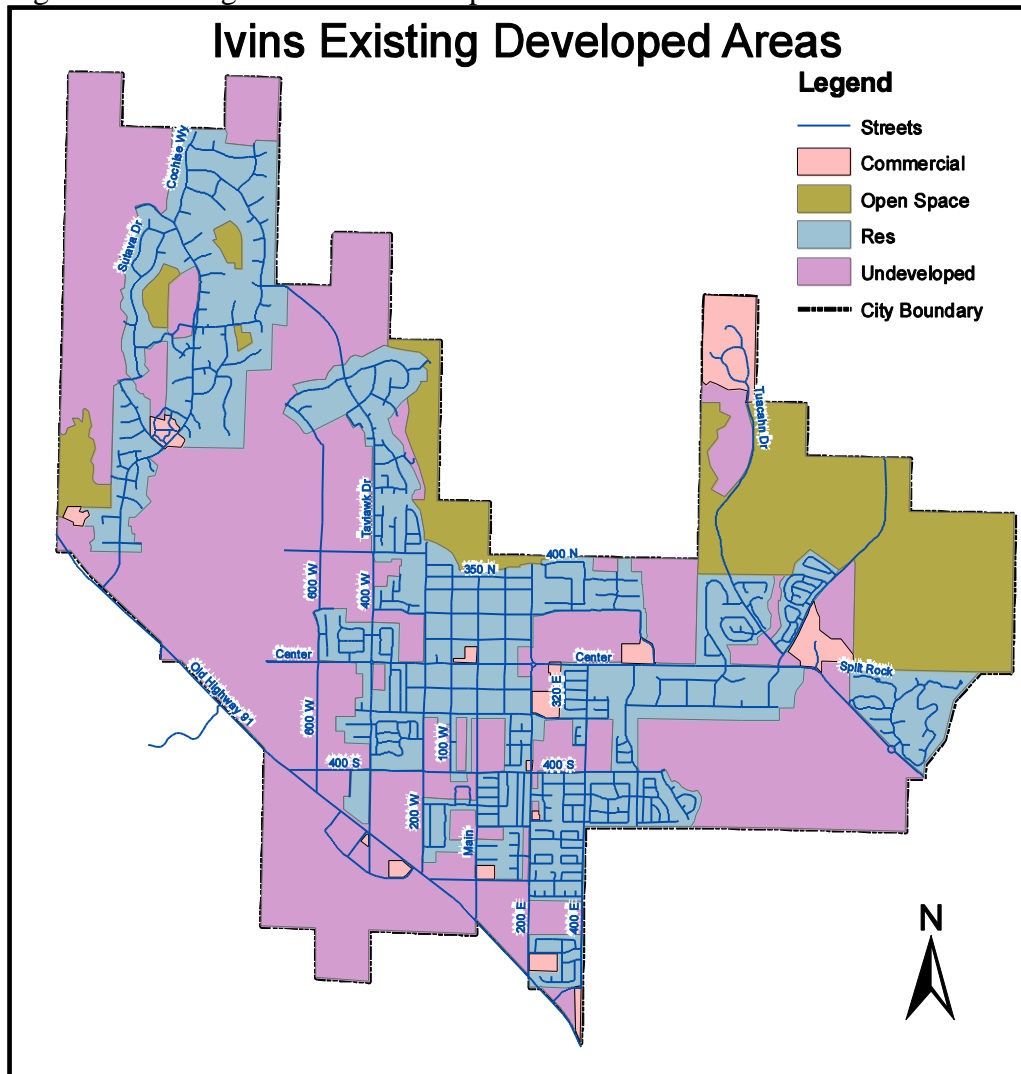 Ivins Existing Developed Areas
Legend
Streets
Commercial
Open Space
Res
Undeveloped
City Boundary
Cochise Wy
Sutava Dr
Tuacahn Dr
Taviawk Dr
400 N
350 N
600 W
400 W
Center
Center
Split Rock
320 E
Old Highway 91
600 W
100 W
400 S
400 S
200 W
Main
200 E
400 E
N